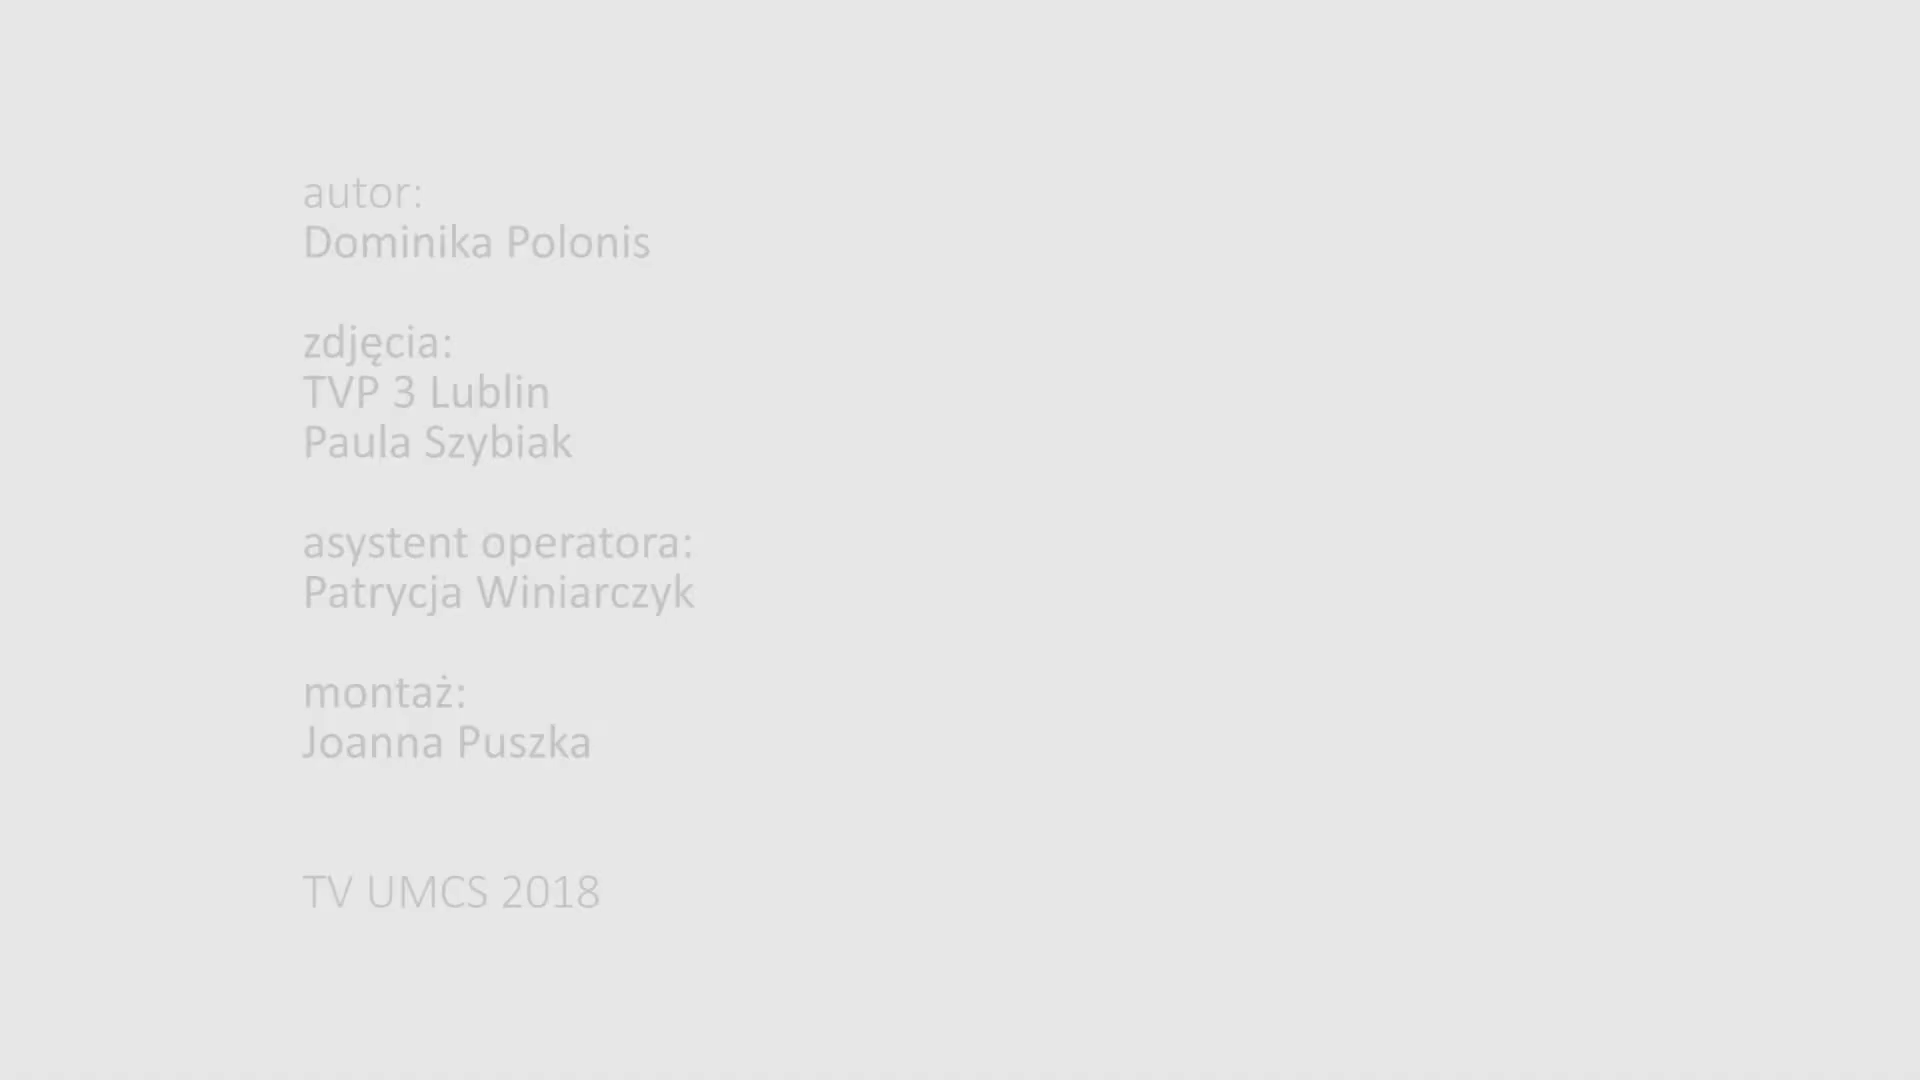 autor:
Dominika Polonis
zdjęcia:
TVP 3 Lublin
Paula Szybiak
asystent operatora:
Patrycja Winiarczyk
montaż:
Joanna Puszka
TV UMCS 2018